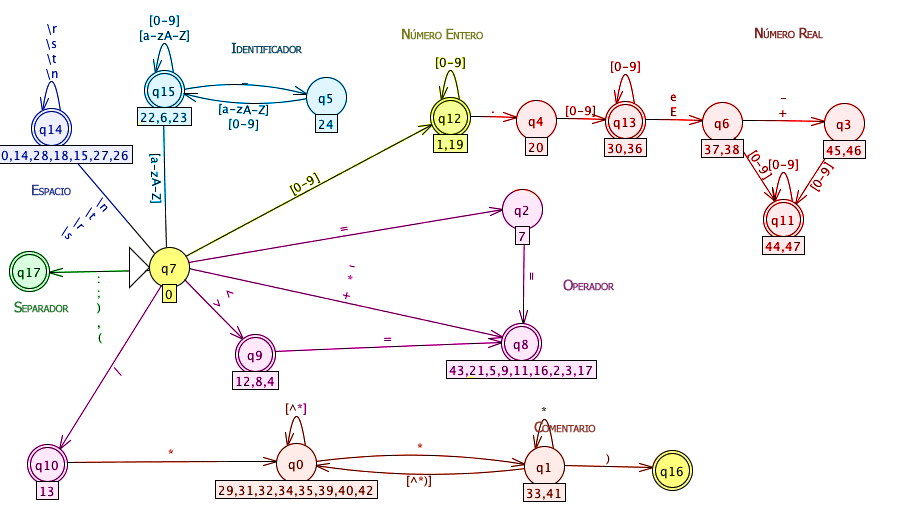 \r
\s
\t
\n
q14
0,14,28,18,15,27,26
ESPACIO
\n
\t
\r
\s
[0-9]
[a-zA-Z]
IDENTIFICADOR
q15
22,6,23
_
[a-zA-Z]
[0-9]
q5
24
[a-zA-Z]
NÚMERO ENTERO
[0-9]
q12
1,19
[0-9]
.
q4
20
NÚMERO REAL
[0-9]
[0-9]
q13
30,36
e
E
q6
37,38
-
+
q3
45,46
[0-9]
[0-9]
[0-9]
q11
44,47
q17
SEPARADOR
:
;
)
,
(
q7
0
=
q2
7
=
OPERADOR
-
*
+
q8
43,21,5,9,11,16,2,3,17
>
<
q9
12,8,4
=
/
q10
13
*
[^*]
q0
29,31,32,34,35,39,40,42
*
[^*)]
*
COMENTARIO
q1
33,41
)
q16